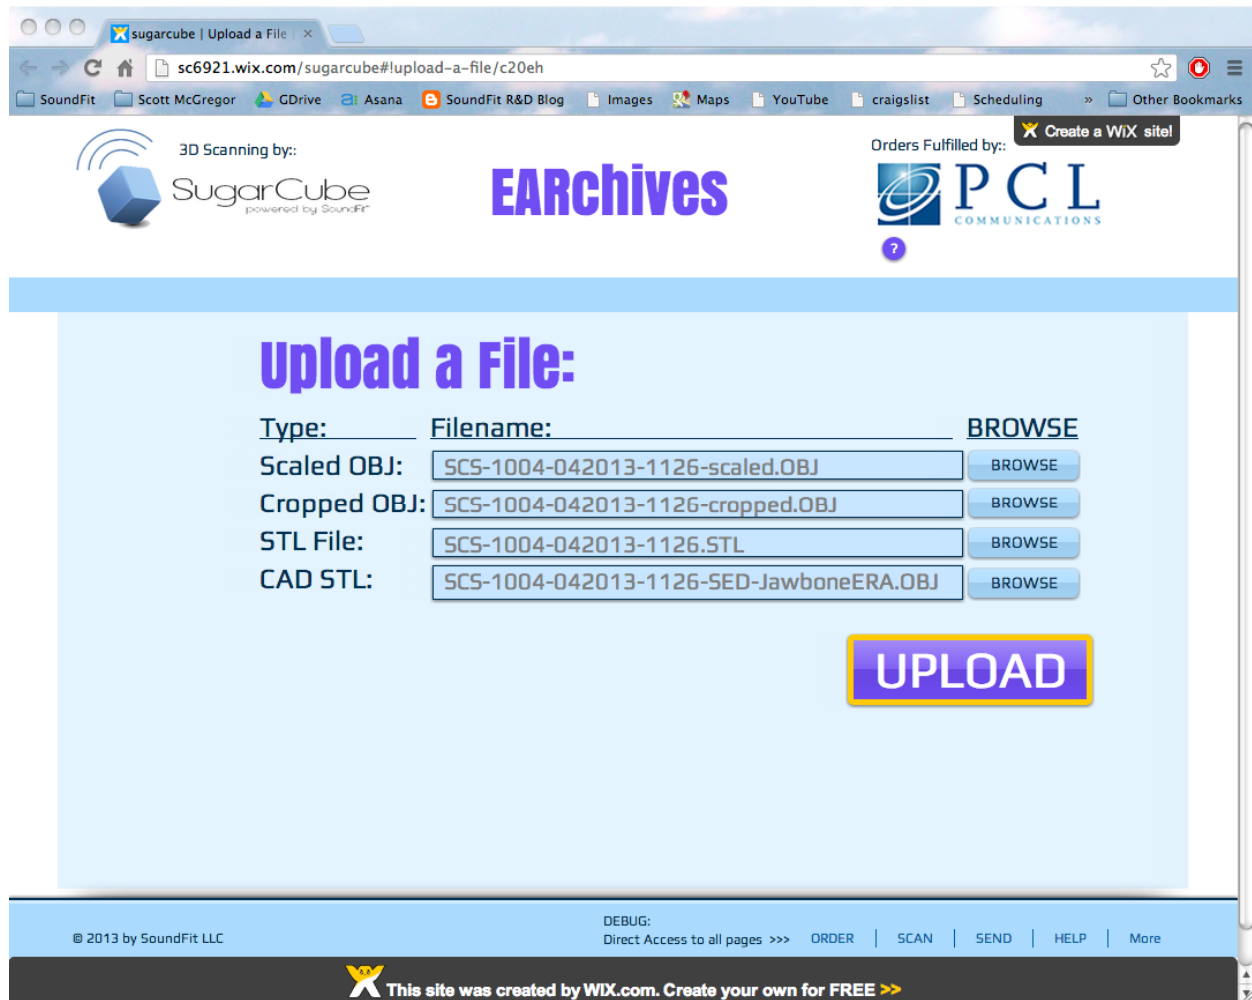 sugarcube | Upload a File
sc6921.wix.com/sugarcube#!upload-a-file/c20eh
SoundFit Scott McGregor GDrive Asana SoundFit R&D Blog Images Maps YouTube craigslist Scheduling » Other Bookmarks
Create a WiX site!
3D Scanning by::
SugarCube
powered by SoundFit
EARchives
Orders Fulfilled by::
PCL
COMMUNICATIONS
?
Upload a File:
Type: Filename: BROWSE
Scaled OBJ: SCS-1004-042013-1126-scaled.OBJ BROWSE
Cropped OBJ: SCS-1004-042013-1126-cropped.OBJ BROWSE
STL File: SCS-1004-042013-1126.STL BROWSE
CAD STL: SCS-1004-042013-1126-SED-JawboneERA.OBJ BROWSE
UPLOAD
© 2013 by SoundFit LLC
DEBUG:
Direct Access to all pages >>> ORDER | SCAN | SEND | HELP | More
This site was created by WIX.com. Create your own for FREE >>